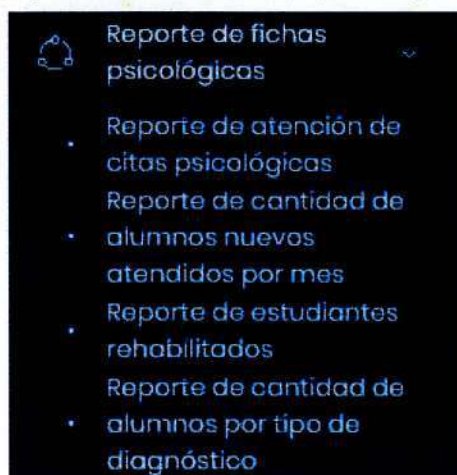 Reporte de fichas
psicológicas
Reporte de atención de
citas psicológicas
Reporte de cantidad de
alumnos nuevos
atendidos por mes
Reporte de estudiantes
rehabilitados
Reporte de cantidad de
alumnos por tipo de
diagnóstico